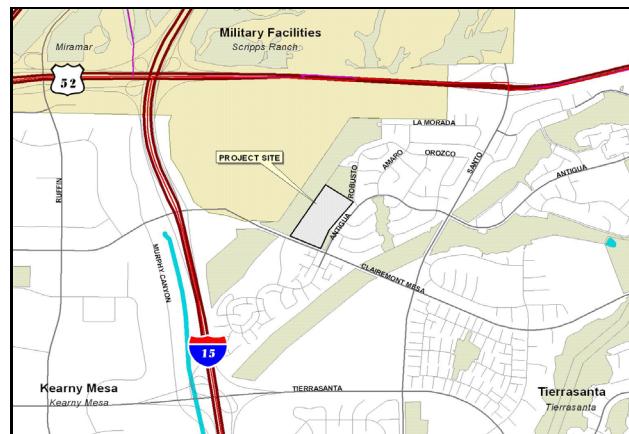 Military Facilities
Miramar
Scripps Ranch
52
LA MORADA
PROJECT SITE
AMARO
OROZCO
SANTO
ANTIGUA
RUFFIN
ROBUSTO
ANTIGUA
MURPHY CANYON
CLAIREMONT MESA
15
Kearny Mesa
Kearny Mesa
TIERRASANTA
Tierrasanta
Tierrasanta